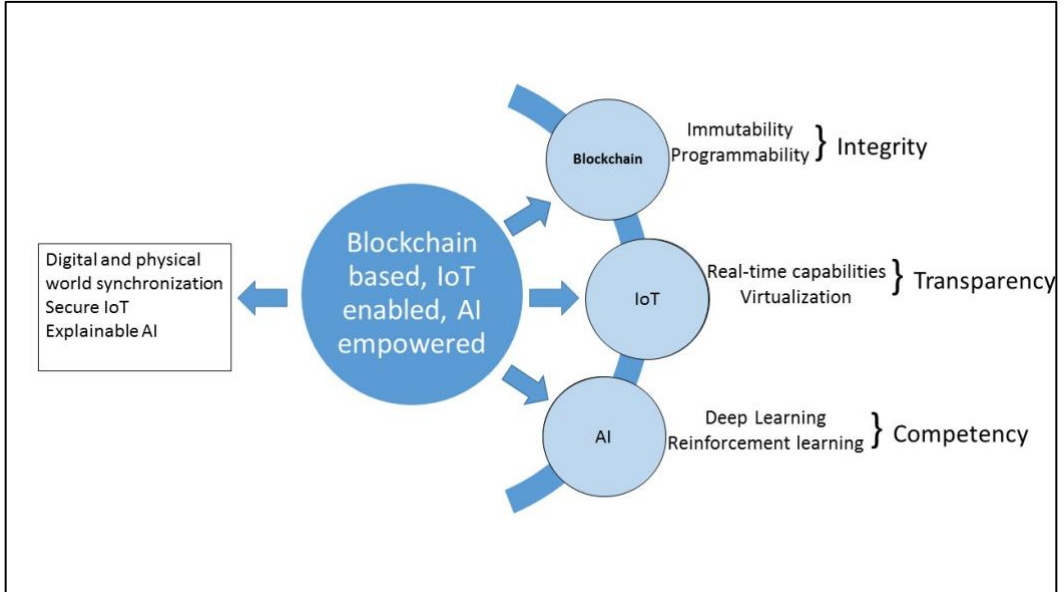 Digital and physical
world synchronization
Secure IoT
Explainable AI
Blockchain
based, IoT
enabled, AI
empowered
Blockchain
Immutability
Programmability
} Integrity
IoT
Real-time capabilities
Virtualization
} Transparency
AI
Deep Learning
Reinforcement learning
} Competency